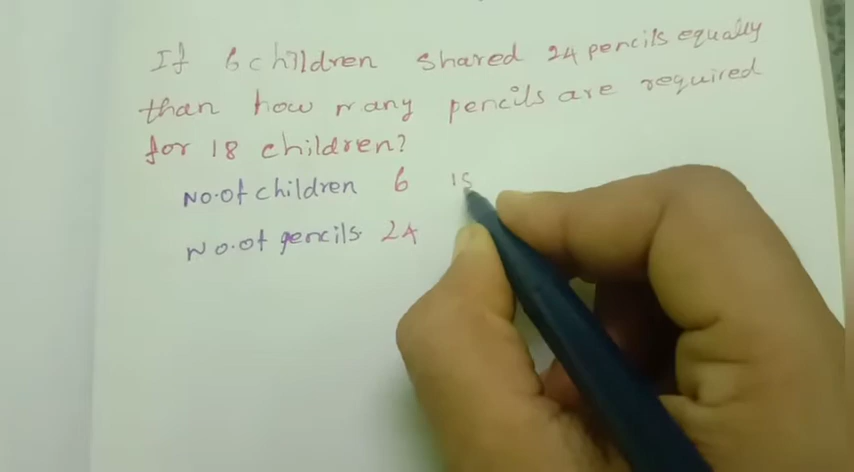 If 6 children shared 24 pencils equally
than how many pencils are required
for 18 children?
No.of children 6 1s
No.of pencils 24